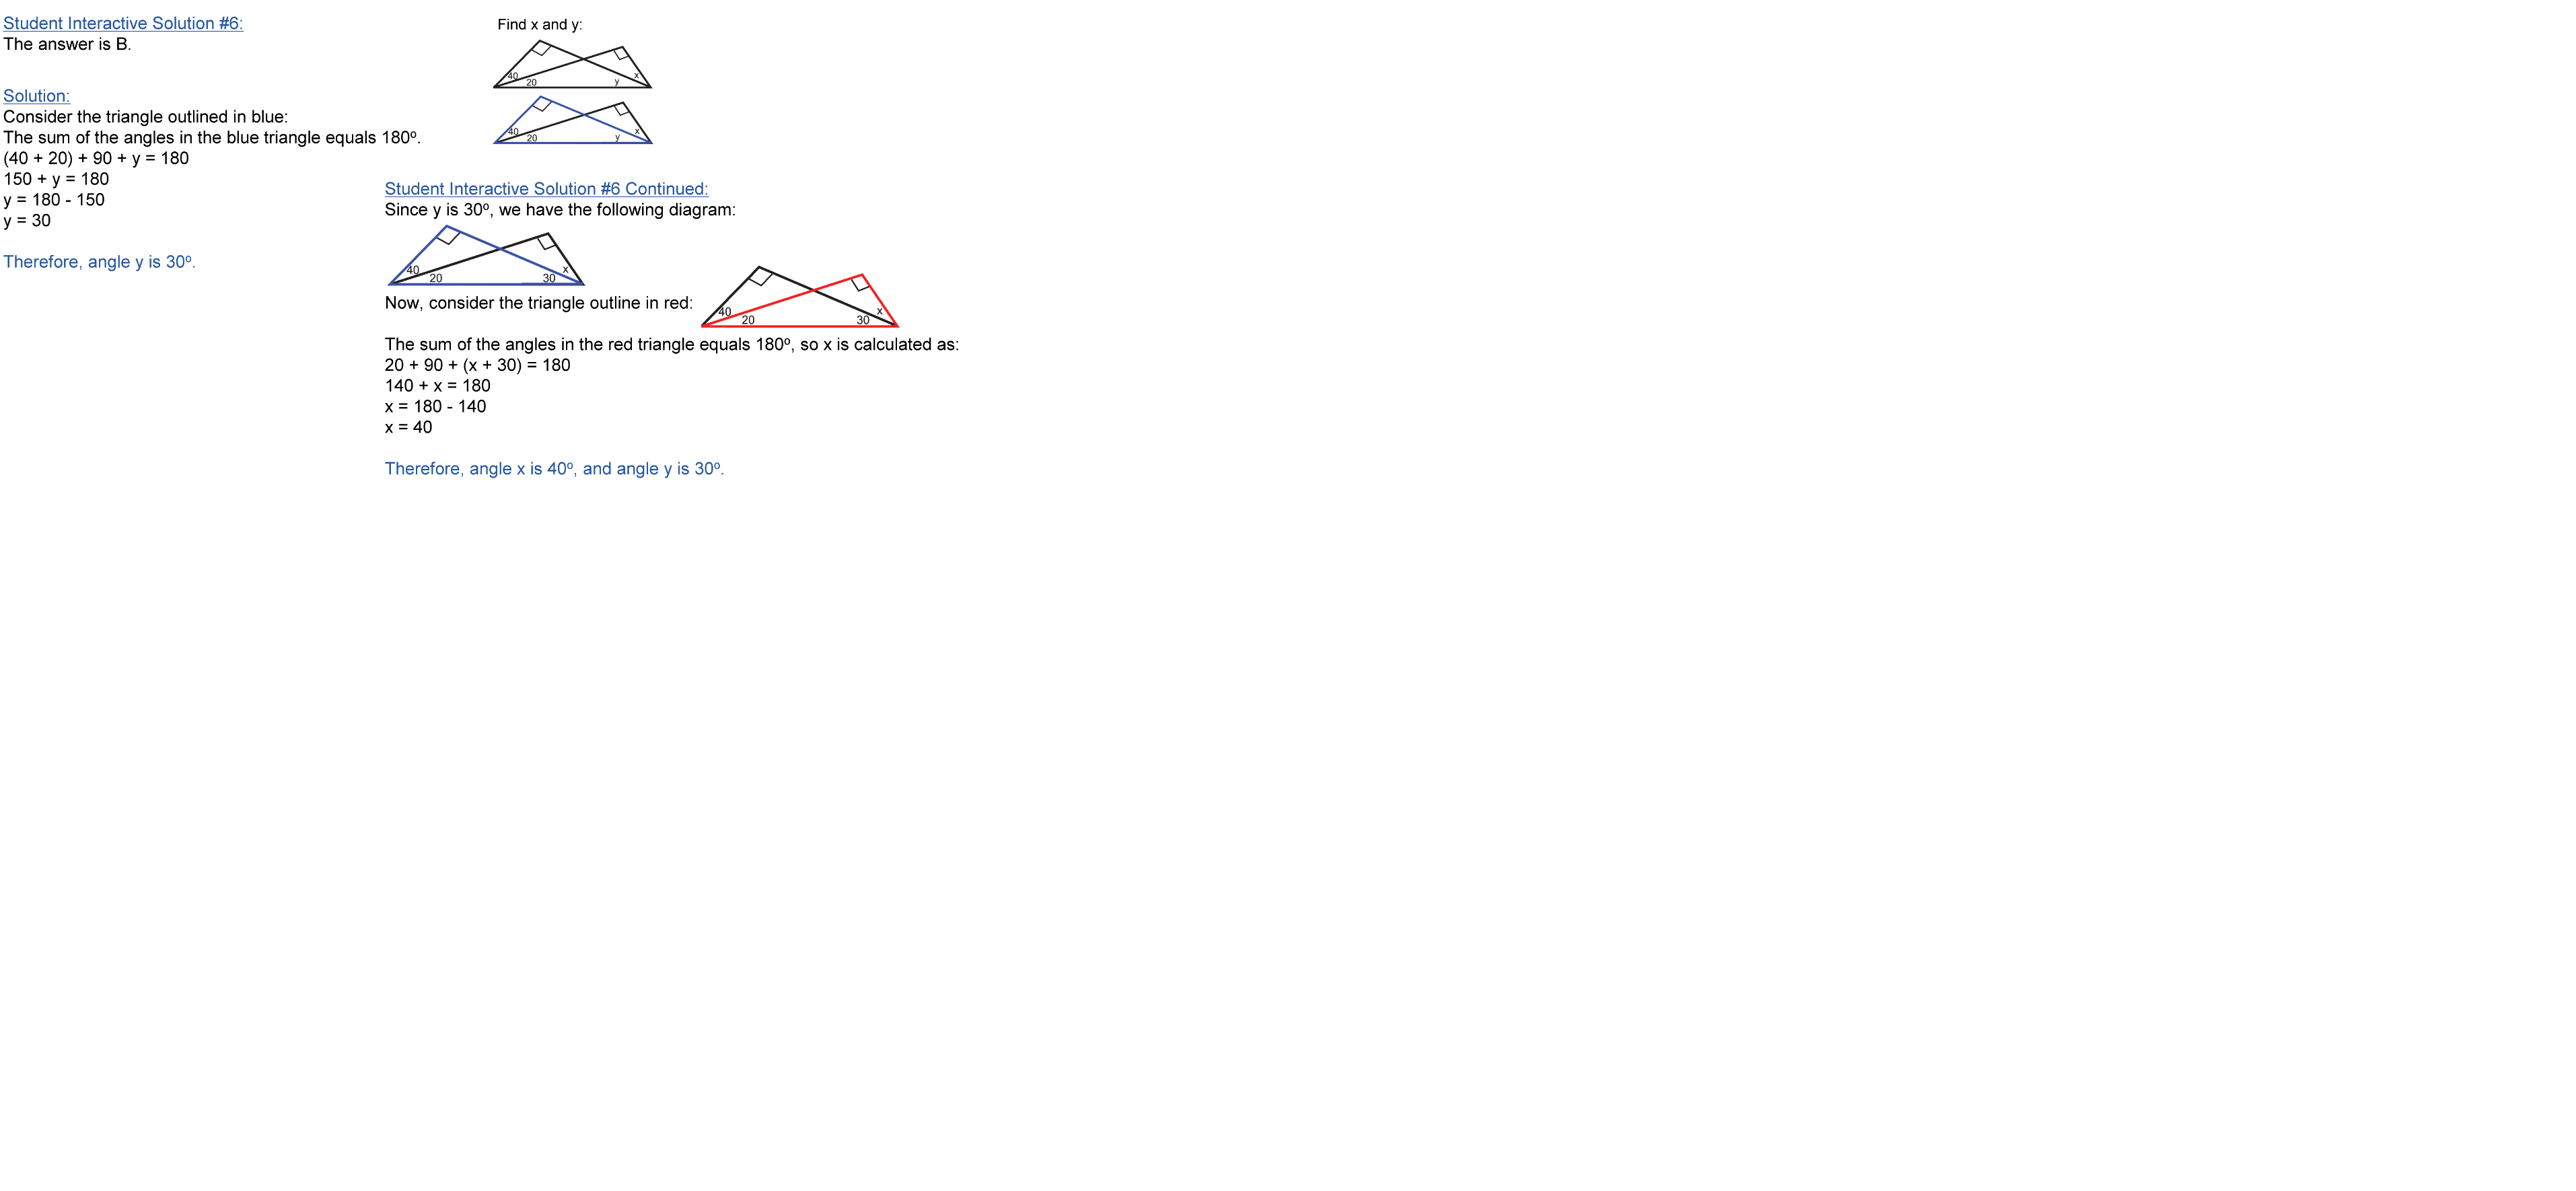 Student Interactive Solution #6:
The answer is B.
Solution:
Consider the triangle outlined in blue:
The sum of the angles in the blue triangle equals 180º.
(40 + 20) + 90 + y = 180
150 + y = 180
y = 180 - 150
y = 30
Therefore, angle y is 30º.
Find x and y:
40 20 y x
40 20 y x
Student Interactive Solution #6 Continued:
Since y is 30º, we have the following diagram:
40 20 30 x
Now, consider the triangle outline in red:
40 20 30 x
The sum of the angles in the red triangle equals 180º, so x is calculated as:
20 + 90 + (x + 30) = 180
140 + x = 180
x = 180 - 140
x = 40
Therefore, angle x is 40º, and angle y is 30º.